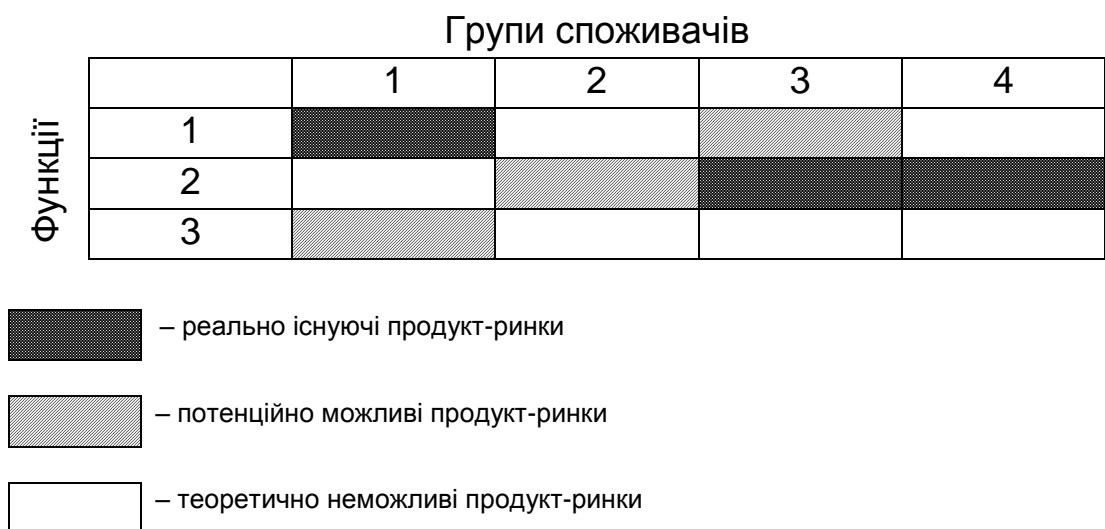 Групи споживачів
1 2 3 4
Функції
1
2
3
– реально існуючі продукт-ринки
– потенційно можливі продукт-ринки
– теоретично неможливі продукт-ринки